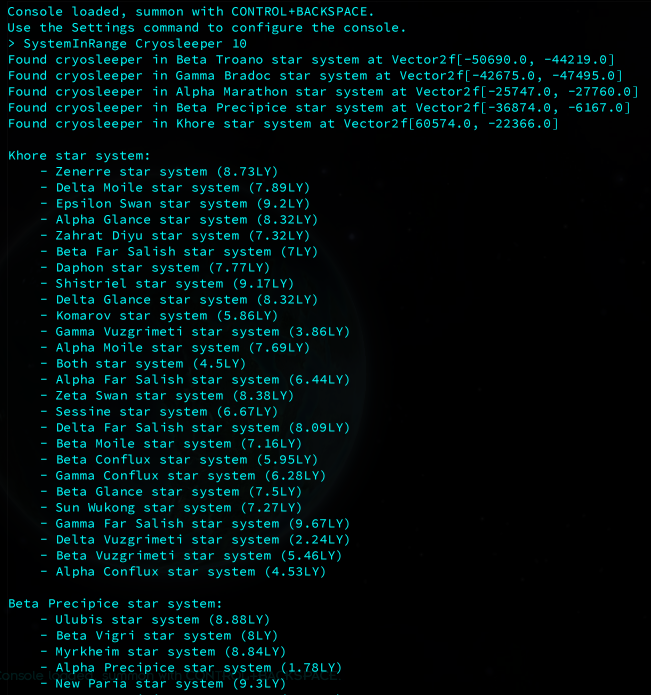 Console loaded, summon with CONTROL+BACKSPACE.
Use the Settings command to configure the console.
> SystemInRange Cryosleeper 10
Found cryosleeper in Beta Troano star system at Vector2f[-50690.0, -44219.0]
Found cryosleeper in Gamma Bradoc star system at Vector2f[-42675.0, -47495.0]
Found cryosleeper in Alpha Marathon star system at Vector2f[-25747.0, -27760.0]
Found cryosleeper in Beta Precipice star system at Vector2f[-36874.0, -6167.0]
Found cryosleeper in Khore star system at Vector2f[60574.0, -22366.0]
Khore star system:
- Zenerre star system (8.73LY)
- Delta Moile star system (7.89LY)
- Epsilon Swan star system (9.2LY)
- Alpha Glance star system (8.32LY)
- Zahrat Diyu star system (7.32LY)
- Beta Far Salish star system (7LY)
- Daphon star system (7.77LY)
- Shistriel star system (9.17LY)
- Delta Glance star system (8.32LY)
- Komarov star system (5.86LY)
- Gamma Vuzgrimeti star system (3.86LY)
- Alpha Moile star system (7.69LY)
- Both star system (4.5LY)
- Alpha Far Salish star system (6.44LY)
- Zeta Swan star system (8.38LY)
- Sessine star system (6.67LY)
- Delta Far Salish star system (8.09LY)
- Beta Moile star system (7.16LY)
- Beta Conflux star system (5.95LY)
- Gamma Conflux star system (6.28LY)
- Beta Glance star system (7.5LY)
- Sun Wukong star system (7.27LY)
- Gamma Far Salish star system (9.67LY)
- Delta Vuzgrimeti star system (2.24LY)
- Beta Vuzgrimeti star system (5.46LY)
- Alpha Conflux star system (4.53LY)
Beta Precipice star system:
- Ulubis star system (8.88LY)
- Beta Vigri star system (8LY)
- Myrkheim star system (8.84LY)
- Alpha Precipice star system (1.78LY)
- New Paria star system (9.3LY)